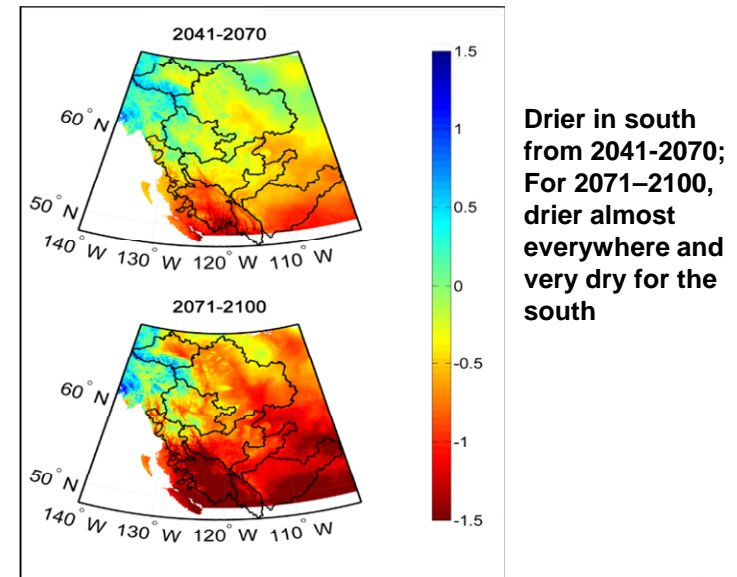 2041-2070
60° N
50° N
140° W 130° W 120° W 110° W
1.5
1
0.5
0
-0.5
-1
-1.5
2071-2100
60° N
50° N
140° W 130° W 120° W 110° W
Drier in south
from 2041-2070;
For 2071–2100,
drier almost
everywhere and
very dry for the
south